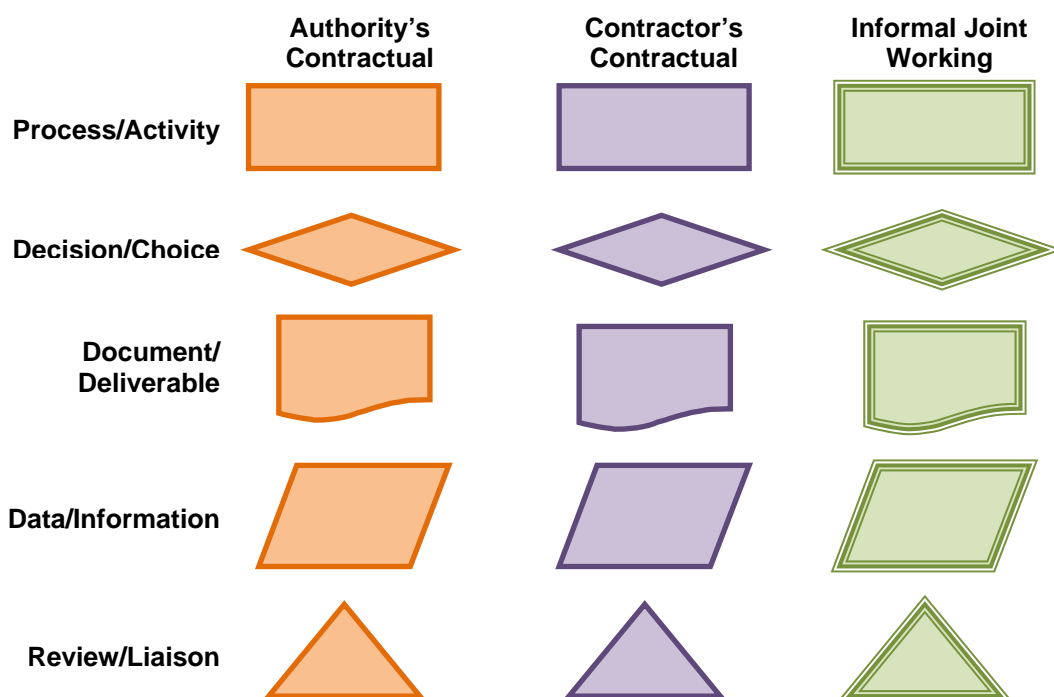 Authority's
Contractual
Contractor's
Contractual
Informal Joint
Working
Process/Activity
Decision/Choice
Document/
Deliverable
Data/Information
Review/Liaison